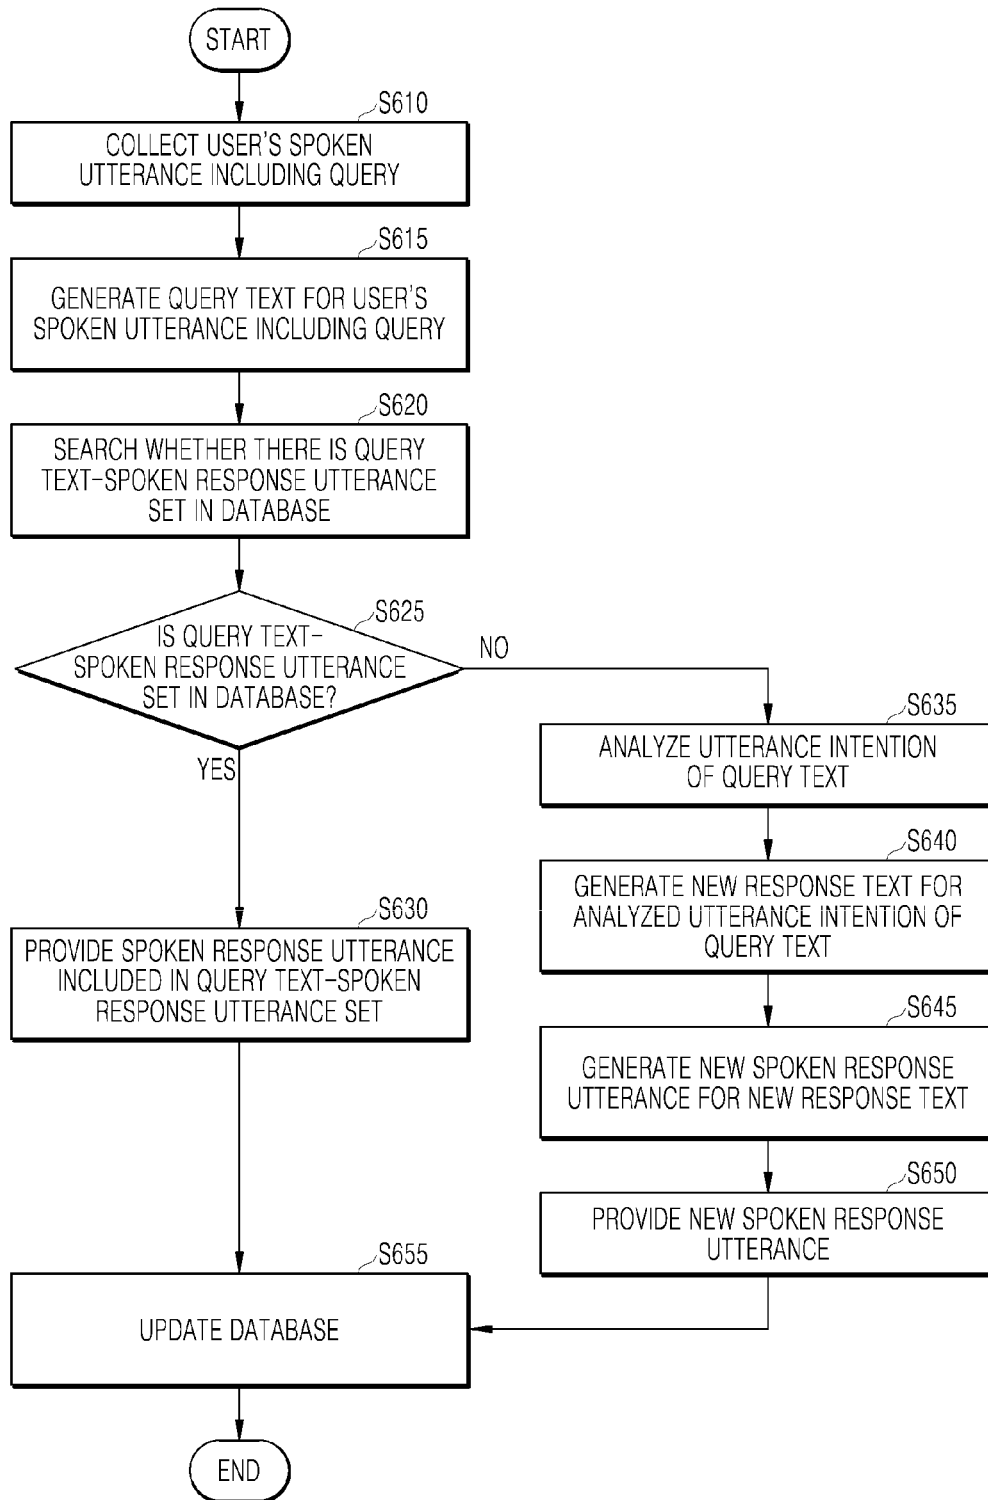 START
S610
COLLECT USER'S SPOKEN
UTTERANCE INCLUDING QUERY
S615
GENERATE QUERY TEXT FOR USER'S
SPOKEN UTTERANCE INCLUDING QUERY
S620
SEARCH WHETHER THERE IS QUERY
TEXT-SPOKEN RESPONSE UTTERANCE
SET IN DATABASE
S625
IS QUERY TEXT-
SPOKEN RESPONSE UTTERANCE
SET IN DATABASE?
NO
YES
S630
PROVIDE SPOKEN RESPONSE UTTERANCE
INCLUDED IN QUERY TEXT-SPOKEN
RESPONSE UTTERANCE SET
S635
ANALYZE UTTERANCE INTENTION
OF QUERY TEXT
S640
GENERATE NEW RESPONSE TEXT FOR
ANALYZED UTTERANCE INTENTION OF
QUERY TEXT
S645
GENERATE NEW SPOKEN RESPONSE
UTTERANCE FOR NEW RESPONSE TEXT
S650
PROVIDE NEW SPOKEN RESPONSE
UTTERANCE
S655
UPDATE DATABASE
END